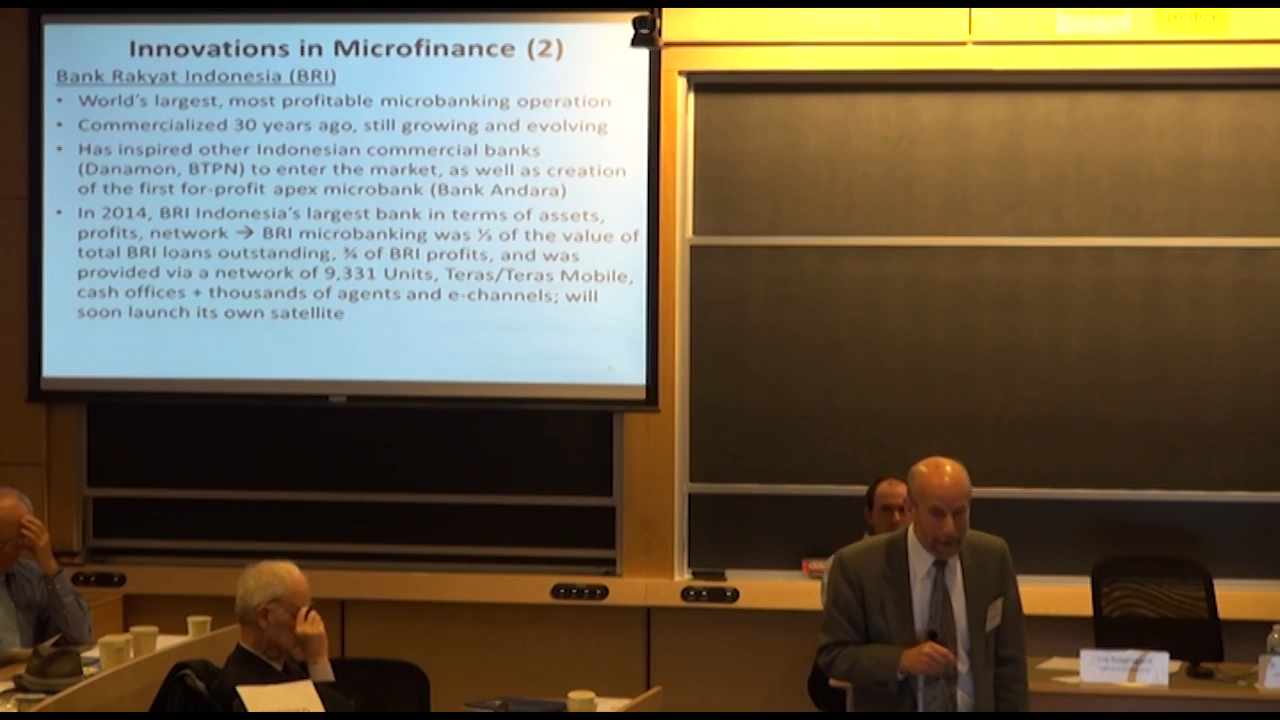 Innovations in Microfinance (2)
Bank Rakyat Indonesia (BRI)
• World's largest, most profitable microbanking operation
• Commercialized 30 years ago, still growing and evolving
• Has inspired other Indonesian commercial banks
(Danamon, BTPN) to enter the market, as well as creation
of the first for-profit apex microbank (Bank Andara)
• In 2014, BRI Indonesia's largest bank in terms of assets,
profits, network → BRI microbanking was ⅓ of the value of
total BRI loans outstanding, ¾ of BRI profits, and was
provided via a network of 9,331 Units, Teras/Teras Mobile,
cash offices + thousands of agents and e-channels; will
soon launch its own satellite